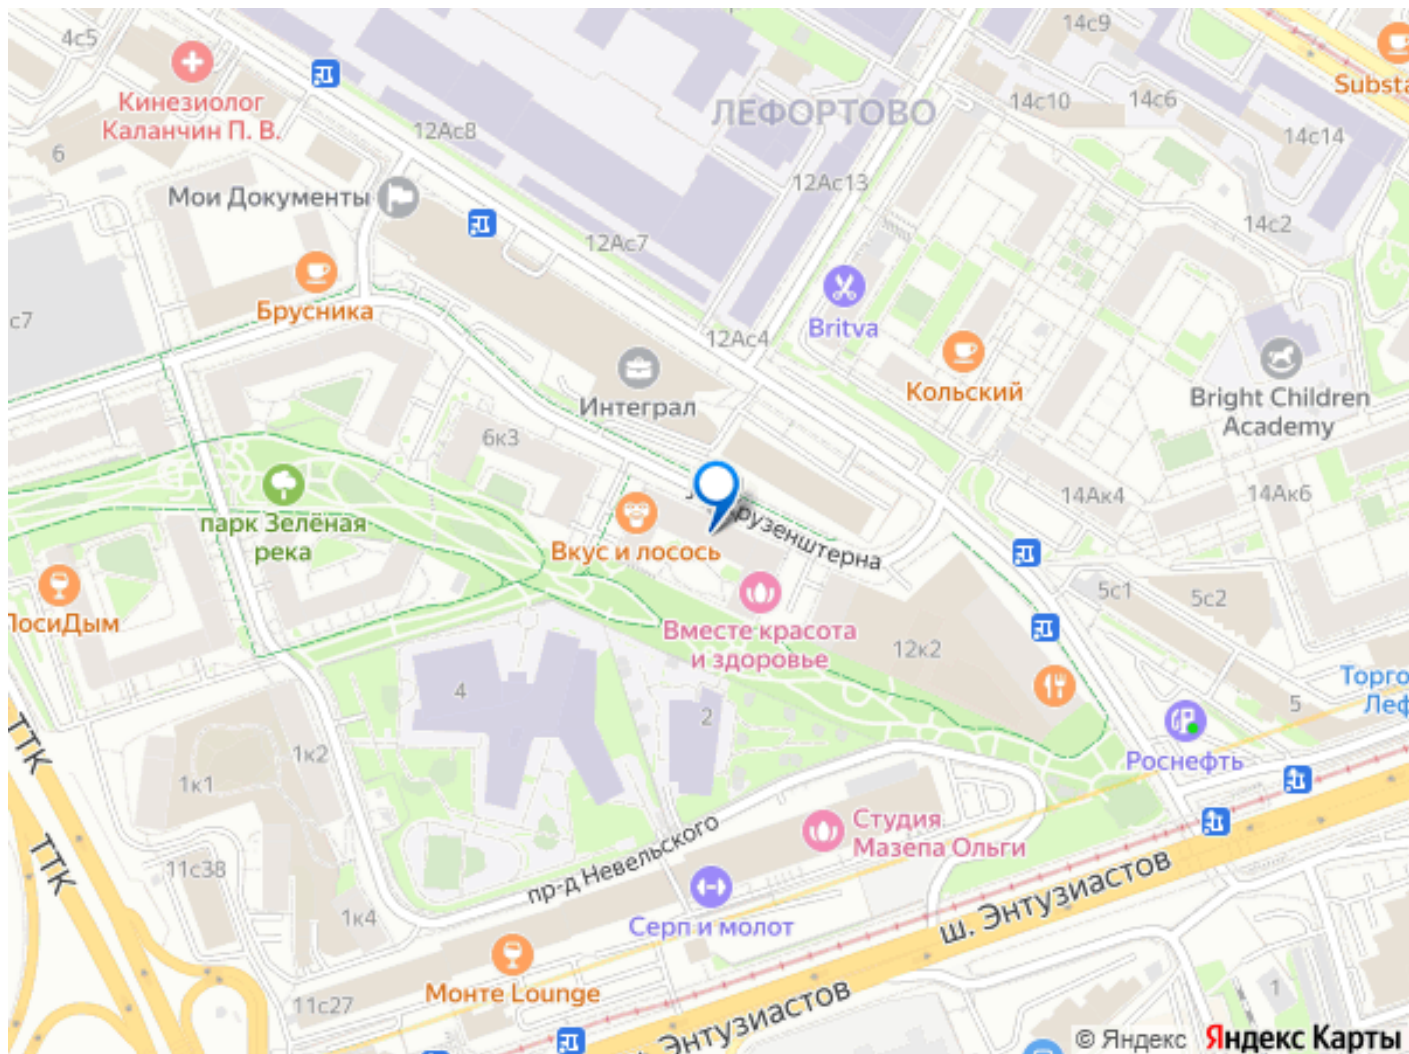 4с5
14с9
Substa
Кинезиолог
Каланчин П. В.
ЛЕФОРТОВО
14с10
14с6
14с14
12Ас8
6
12Ас13
Мои Документы
14с2
12Ас7
Брусника
с7
Britva
12Ас4
Кольский
Bright Children
Academy
Интеграл
6к3
14Ак4
14Ак6
парк Зелёная
река
Вкус и лосось
рузенштерна
ЛосиДым
5с1
5с2
Вместе красота
и здоровье
12к2
4
2
5
Торго
Леф
Роснефть
ТТК
1к2
1к1
Студия
Мазепа Ольги
пр-д Невельского
ТТК
11с38
1к4
Серп и молот
ш. Энтузиастов
Монте Lounge
11с27
1
Энтузиастов
© Яндекс Яндекс Карты